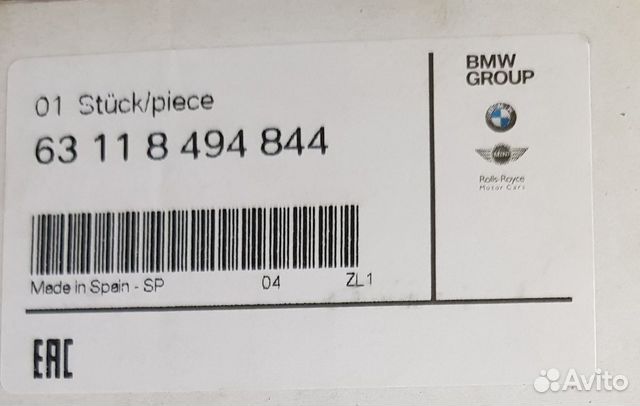 01 Stück/piece
63 11 8 494 844
Made in Spain - SP 04 ZL1
EAC
BMW
GROUP
MINI
Rolls-Royce
Motor Cars
Avito